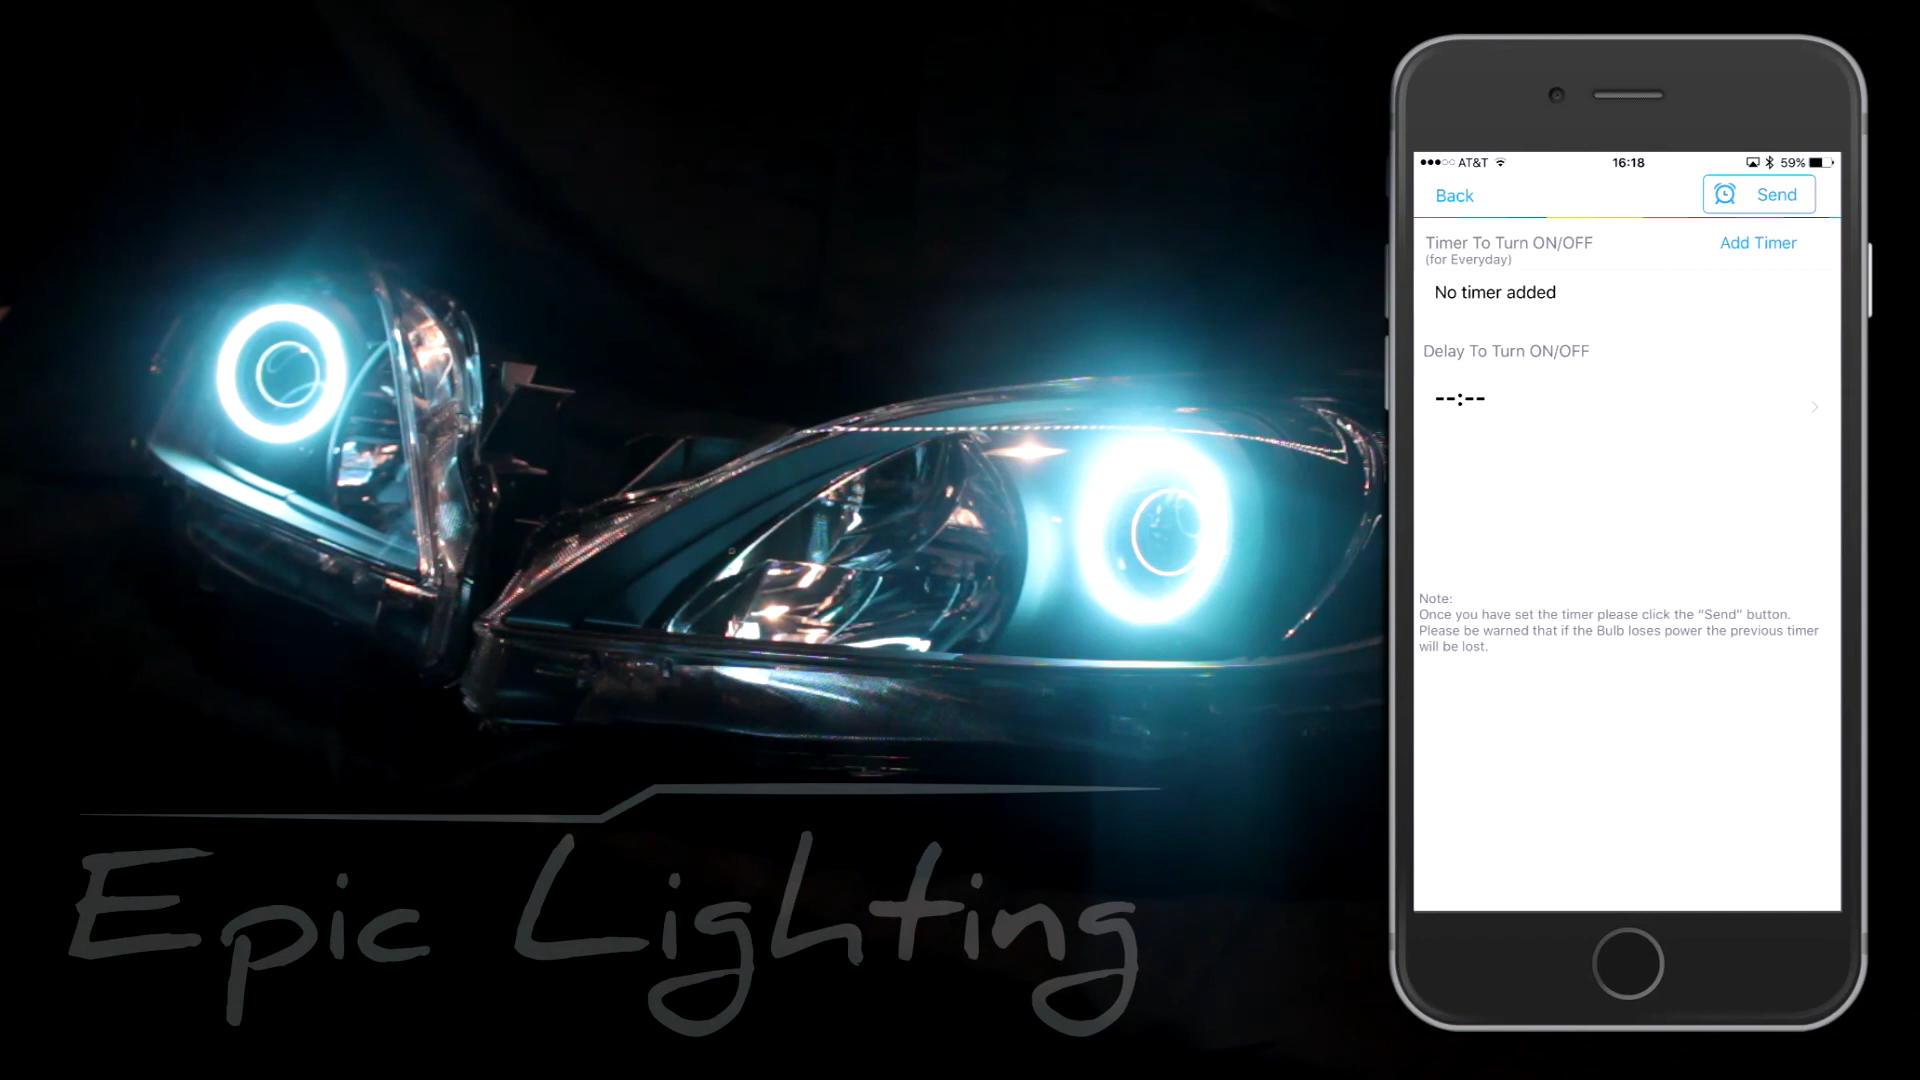 AT&T 16:18 59%
Back Send
Timer To Turn ON/OFF Add Timer
(for Everyday)
No timer added
Delay To Turn ON/OFF
--:--
Note:
Once you have set the timer please click the “Send” button.
Please be warned that if the Bulb loses power the previous timer
will be lost.
Epic Lighting